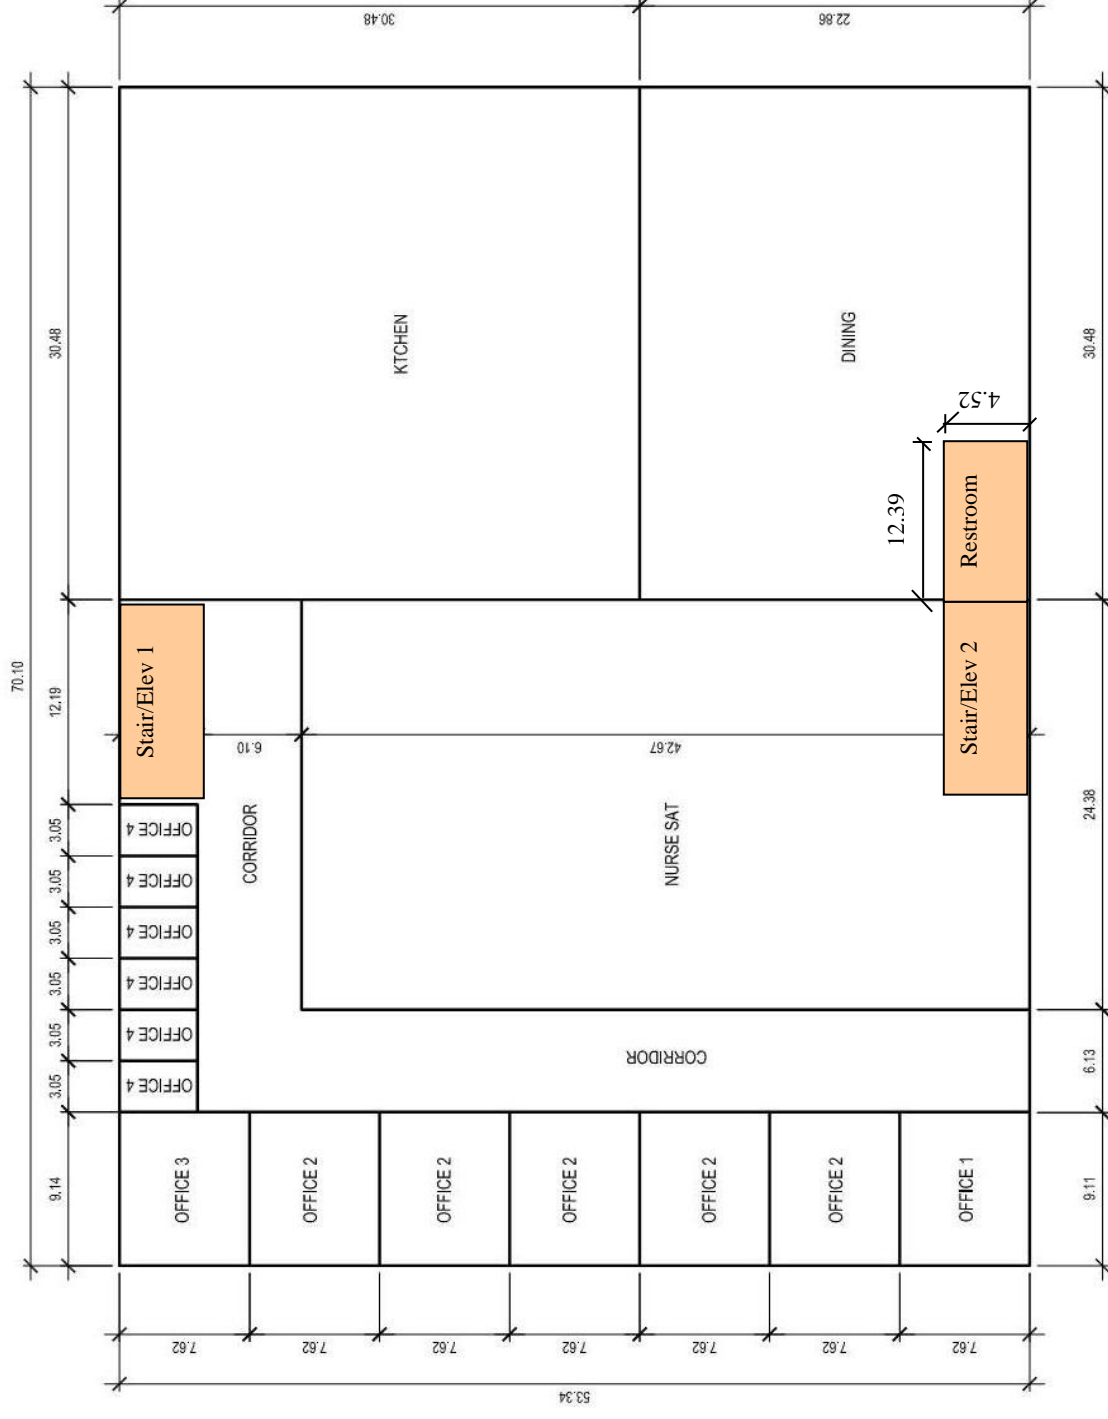 30.48
22.86
70.10
30.48
12.19
3.05
3.05
3.05
3.05
3.05
3.05
9.14
KTCHEN
DINING
30.48
4.52
12.39
Restroom
Stair/Elev 1
Stair/Elev 2
6.10
42.67
OFFICE 4
OFFICE 4
OFFICE 4
OFFICE 4
OFFICE 4
OFFICE 4
CORRIDOR
NURSE SAT
24.38
CORRIDOR
6.13
OFFICE 3
OFFICE 2
OFFICE 2
OFFICE 2
OFFICE 2
OFFICE 2
OFFICE 1
9.11
7.62
7.62
7.62
7.62
7.62
7.62
7.62
53.34